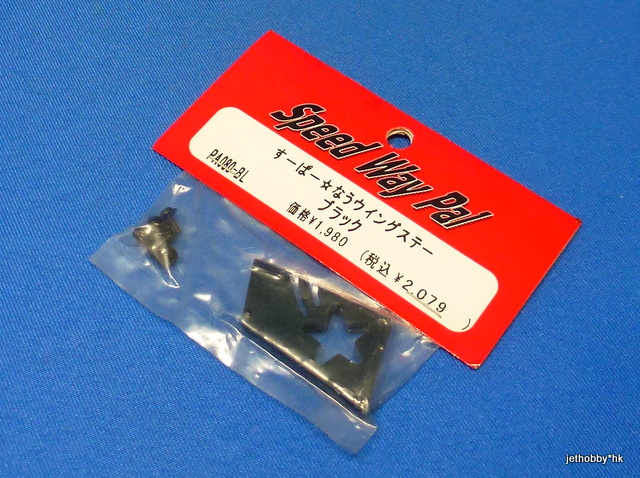 Speed Way Pal
PA080-BL
すーぱー☆なうウイングステー
ブラック
価格¥1,980 (税込¥2,079)
jethobby*hk